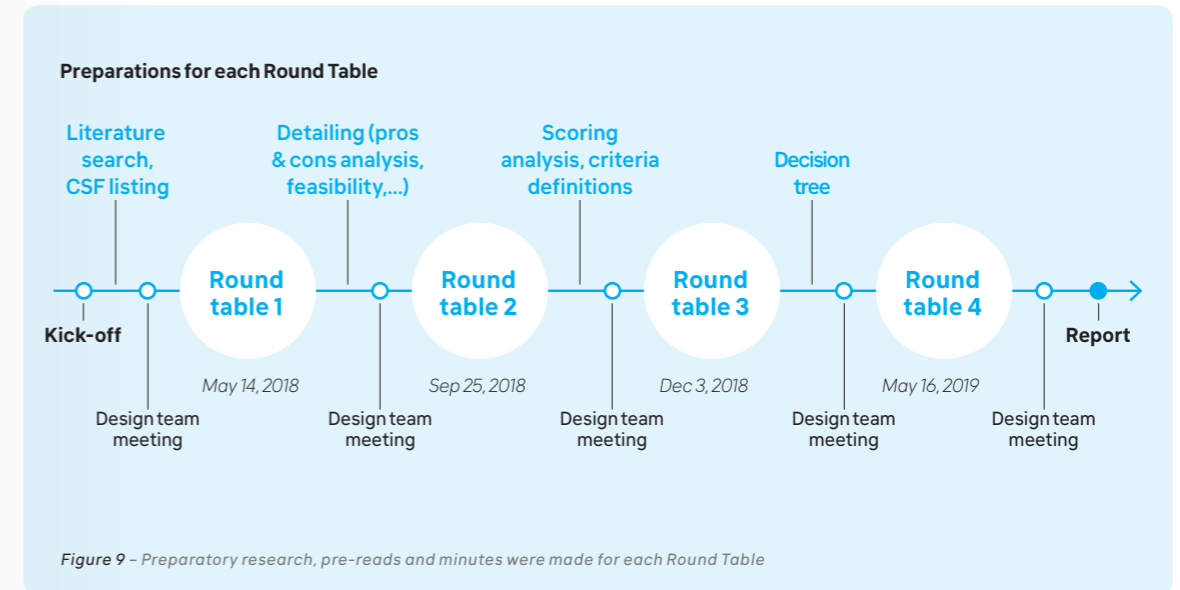 Preparations for each Round Table
Literature
search,
CSF listing
Detailing (pros
& cons analysis,
feasibility,...)
Scoring
analysis, criteria
definitions
Decision
tree
Round
table 1
Round
table 2
Round
table 3
Round
table 4
Kick-off
Report
May 14, 2018
Sep 25, 2018
Dec 3, 2018
May 16, 2019
Design team
meeting
Design team
meeting
Design team
meeting
Design team
meeting
Design team
meeting
Figure 9 – Preparatory research, pre-reads and minutes were made for each Round Table